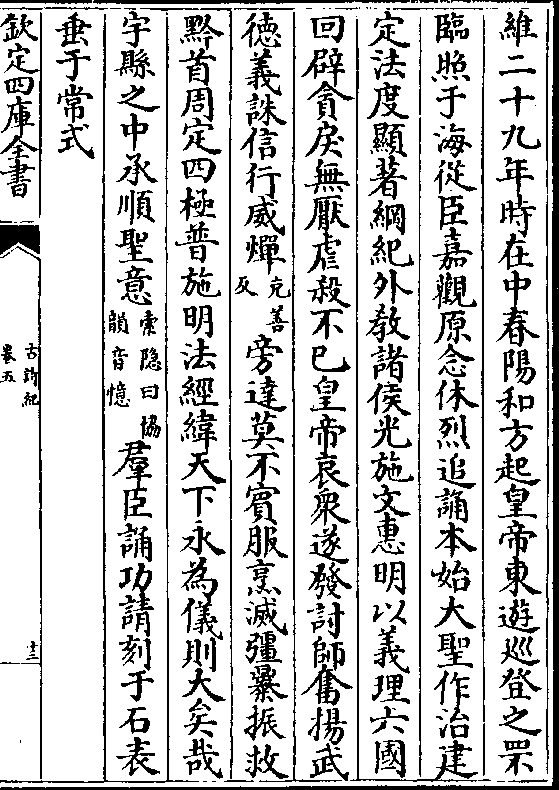 維二十九年時在中春陽和方起皇帝東遊巡登之罘
臨照于海從臣嘉觀原念休烈追誦本始大聖作治建
定法度顯著綱紀外教諸侯光施文惠明以義理六國
回辟貪戾無厭虐殺不已皇帝哀衆遂發討師奮揚武
德義誅信行威燀充善反旁達莫不賓服烹滅彊暴振救
黔首周定四極普施明法經緯天下永為儀則大矣哉
宇縣之中承順聖意索隐曰協韻音憶羣臣誦功請刻于石表
垂于常式
欽定四庫全書
古詩紀
卷五
十三